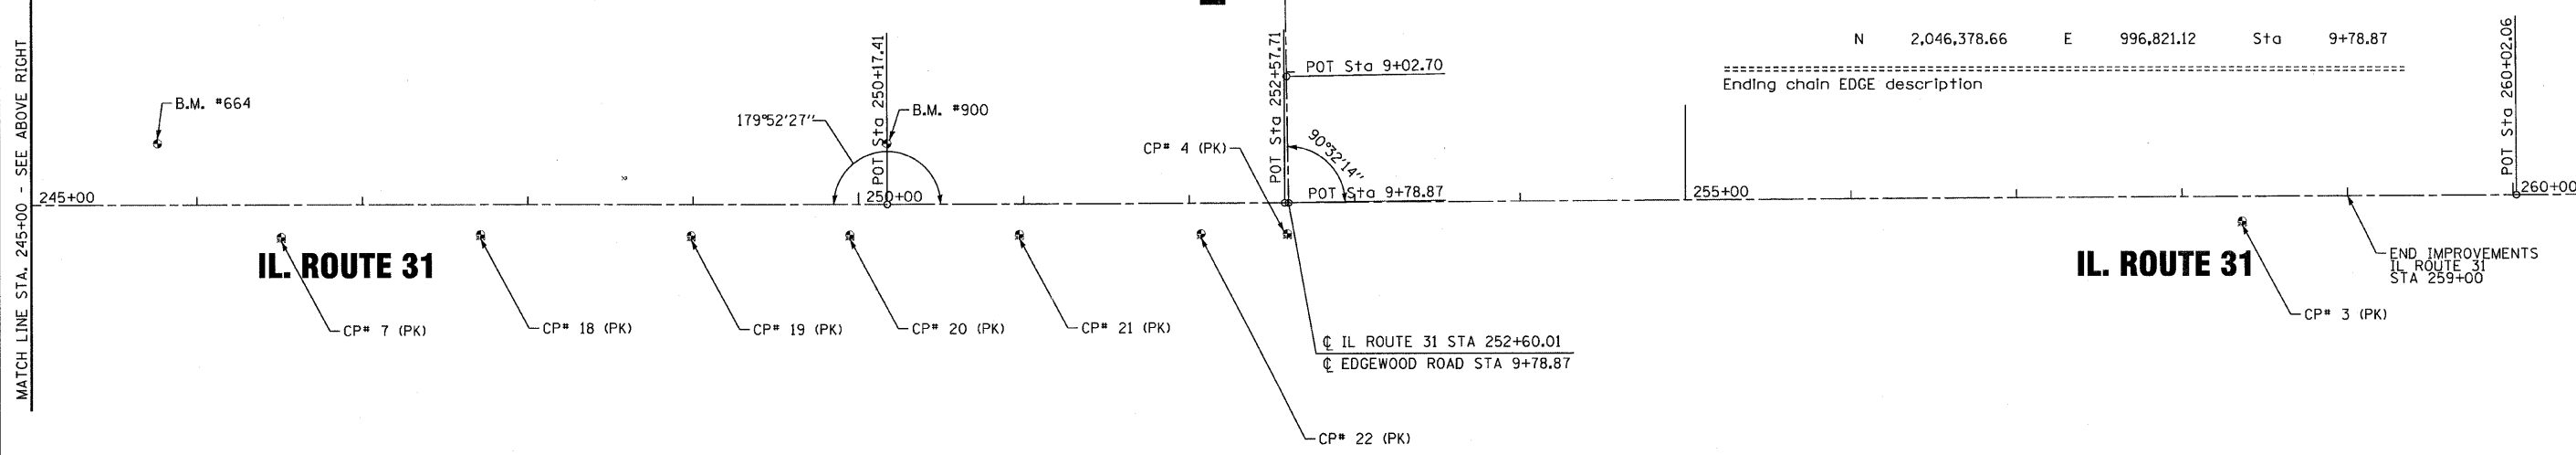 MATCH LINE STA. 245+00 - SEE ABOVE RIGHT
B.M. #664
245+00
IL. ROUTE 31
CP# 7 (PK)
CP# 18 (PK)
CP# 19 (PK)
179°52'27"
POT Sta 250+17.41
B.M. #900
250+00
CP# 20 (PK)
CP# 21 (PK)
CP# 4 (PK)
POT Sta 252+57.71
POT Sta 9+02.70
90°32'14"
POT Sta 9+78.87
℄ IL ROUTE 31 STA 252+60.01
℄ EDGEWOOD ROAD STA 9+78.87
CP# 22 (PK)
N 2,046,378.66 E 996,821.12 Sta 9+78.87
Ending chain EDGE description
255+00
IL. ROUTE 31
CP# 3 (PK)
END IMPROVEMENTS
IL ROUTE 31
STA 259+00
POT Sta 260+02.06
260+00